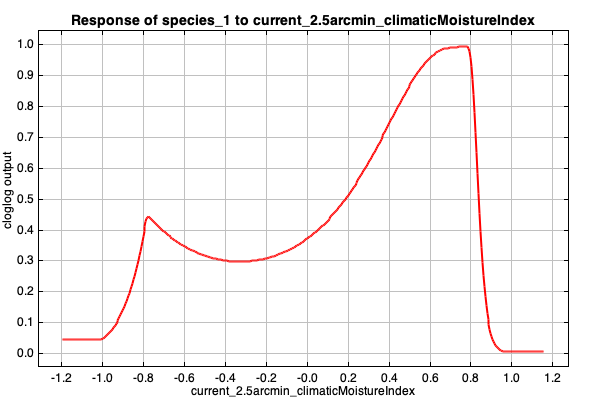 Response of species_1 to current_2.5arcmin_climaticMoistureIndex
1.0
0.9
0.8
0.7
0.6
0.5
0.4
0.3
0.2
0.1
0.0
cloglog output
-1.2 -1.0 -0.8 -0.6 -0.4 -0.2 -0.0 0.2 0.4 0.6 0.8 1.0 1.2
current_2.5arcmin_climaticMoistureIndex